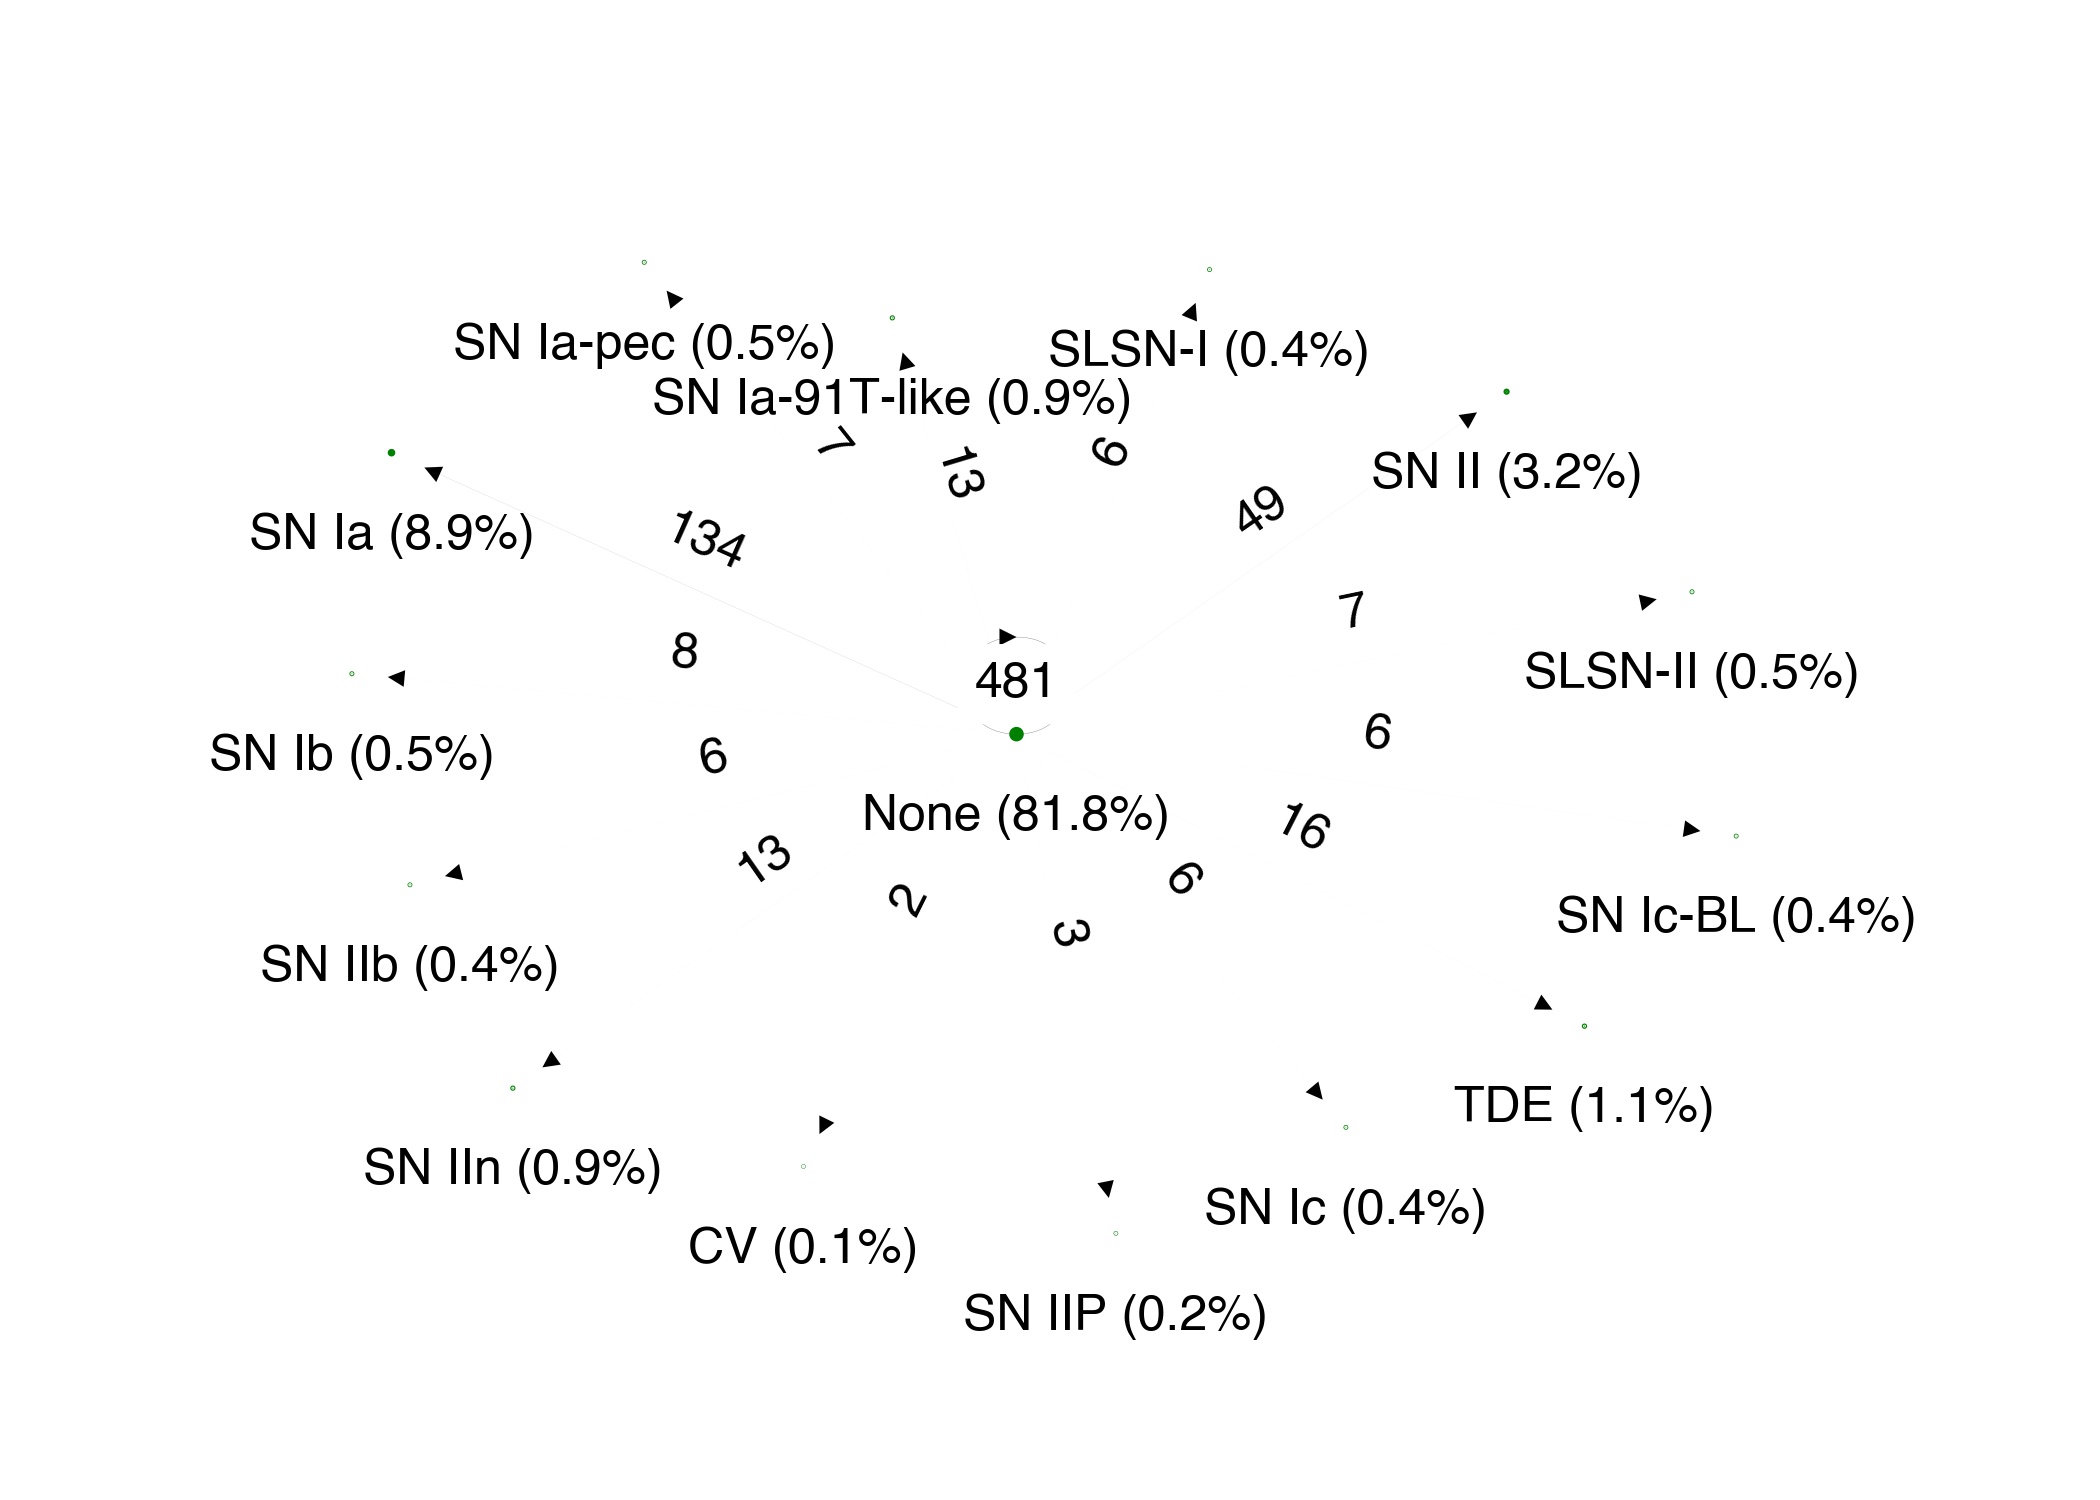 SN Ia-pec (0.5%)
SLSN-I (0.4%)
SN Ia-91T-like (0.9%)
7
13
6
SN II (3.2%)
49
SN Ia (8.9%)
134
7
8
481
SLSN-II (0.5%)
6
SN Ib (0.5%)
6
None (81.8%)
16
13
6
2
3
SN Ic-BL (0.4%)
SN IIb (0.4%)
TDE (1.1%)
SN IIn (0.9%)
SN Ic (0.4%)
CV (0.1%)
SN IIP (0.2%)